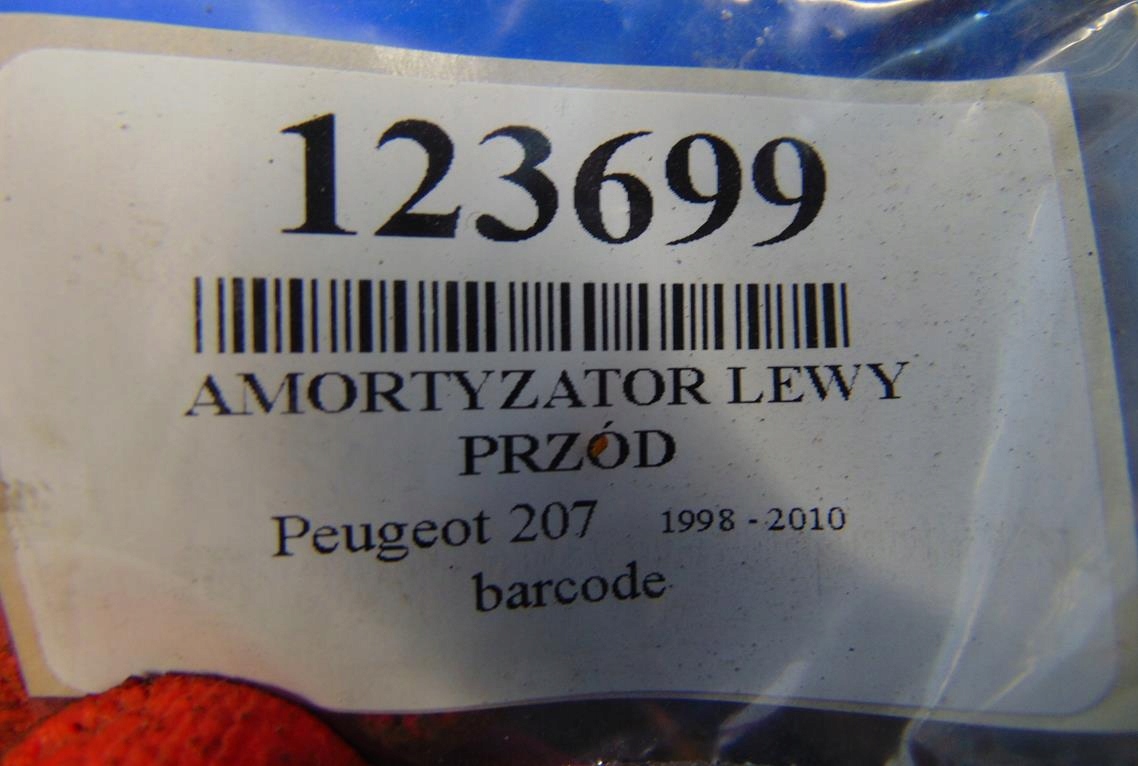 123699
AMORTYZATOR LEWY
PRZÓD
Peugeot 207 1998 - 2010
barcode